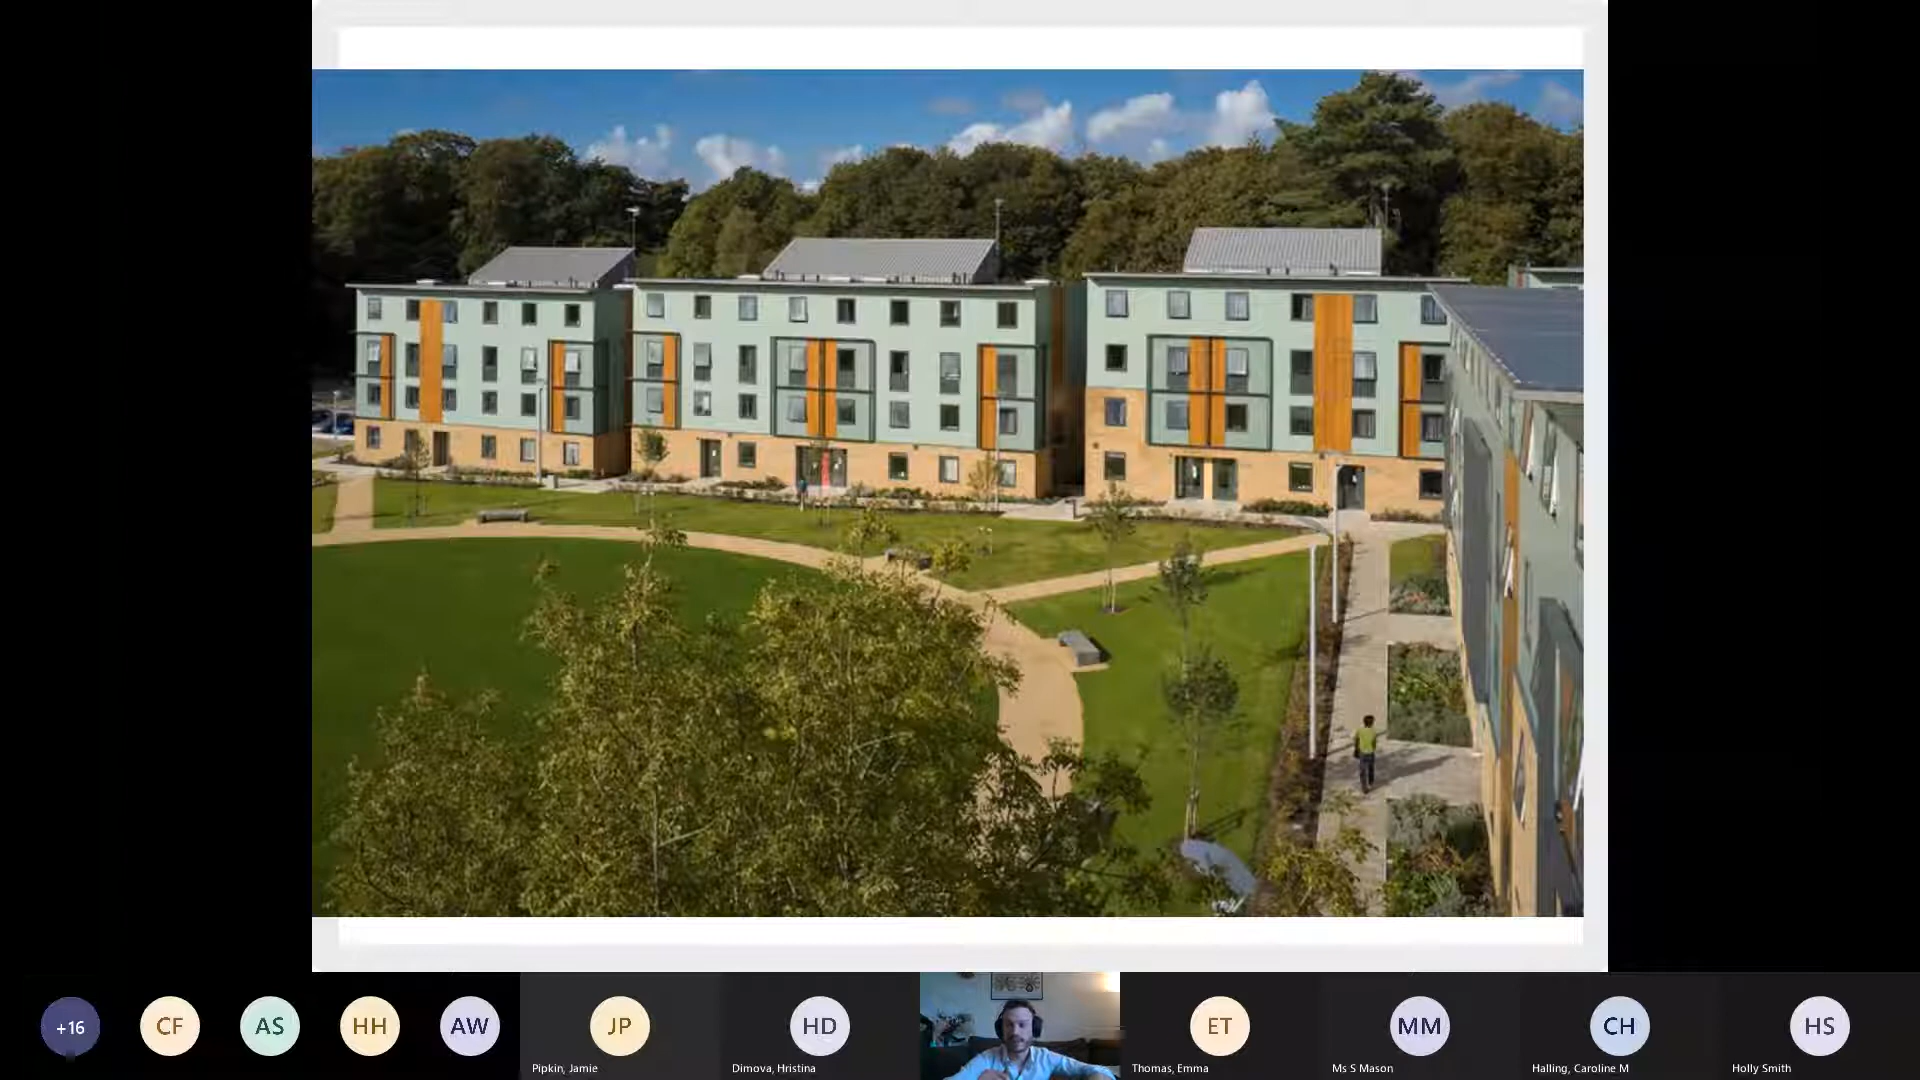 +16
CF
AS
HH
AW
JP
HD
ET
MM
CH
HS
Pipkin, Jamie
Dimova, Hristina
Thomas, Emma
Ms S Mason
Halling, Caroline M
Holly Smith